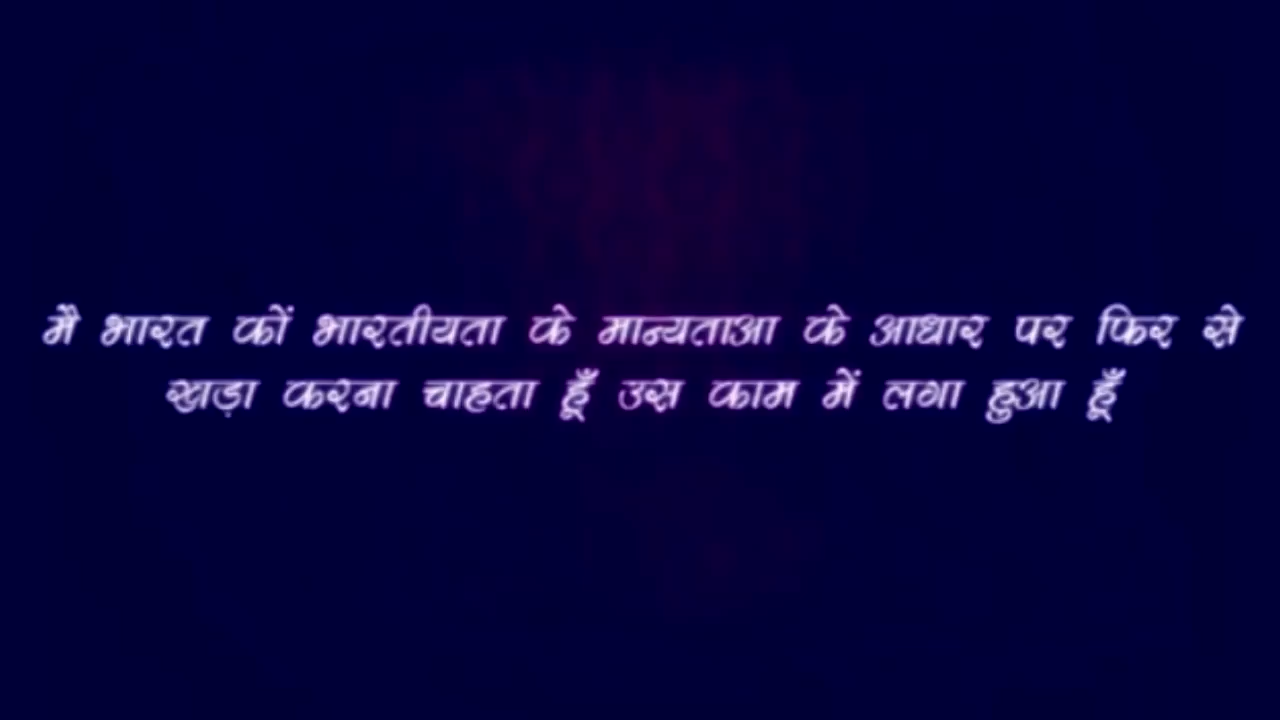 मै भारत कों भारतीयता के मान्यताआ के आधार पर फिर से
खड़ा करना चाहता हूँ उस काम में लगा हुआ हूँ